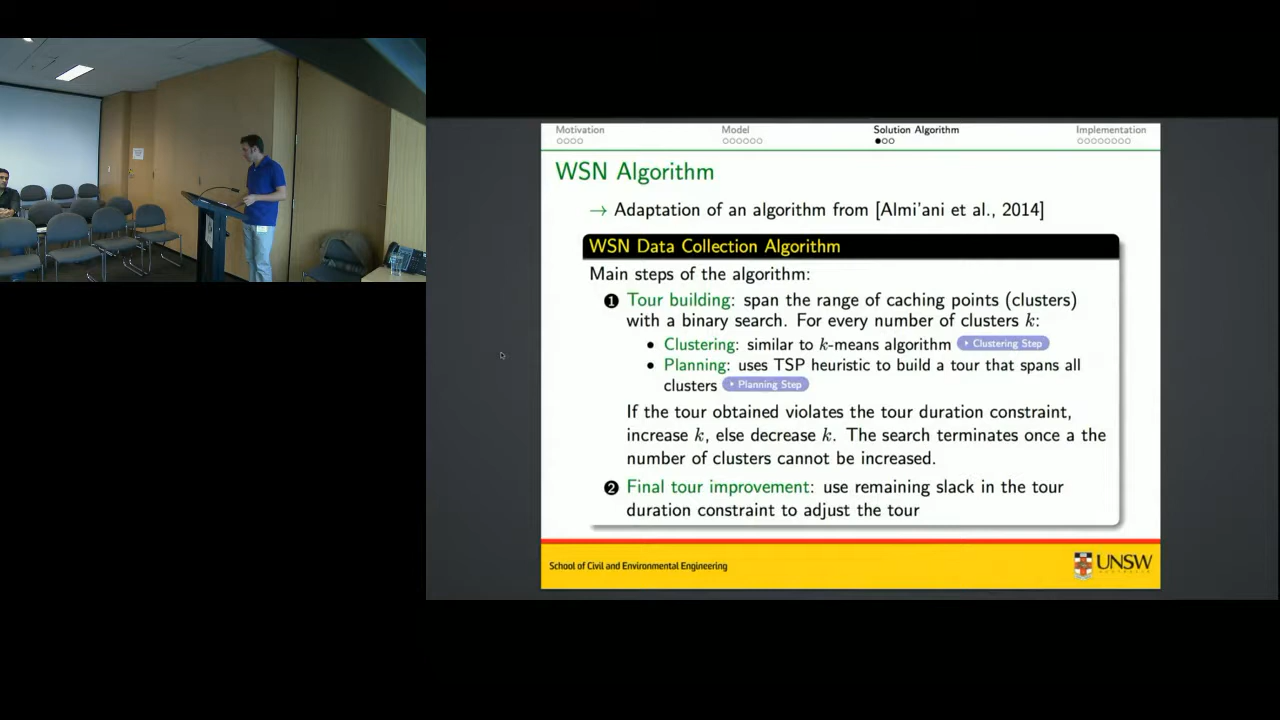 Motivation Model Solution Algorithm Implementation
WSN Algorithm
→ Adaptation of an algorithm from [Almi'ani et al., 2014]
WSN Data Collection Algorithm
Main steps of the algorithm:
1 Tour building: span the range of caching points (clusters)
with a binary search. For every number of clusters k:
• Clustering: similar to k-means algorithm Clustering Step
• Planning: uses TSP heuristic to build a tour that spans all
clusters Planning Step
If the tour obtained violates the tour duration constraint,
increase k, else decrease k. The search terminates once a the
number of clusters cannot be increased.
2 Final tour improvement: use remaining slack in the tour
duration constraint to adjust the tour
School of Civil and Environmental Engineering
UNSW